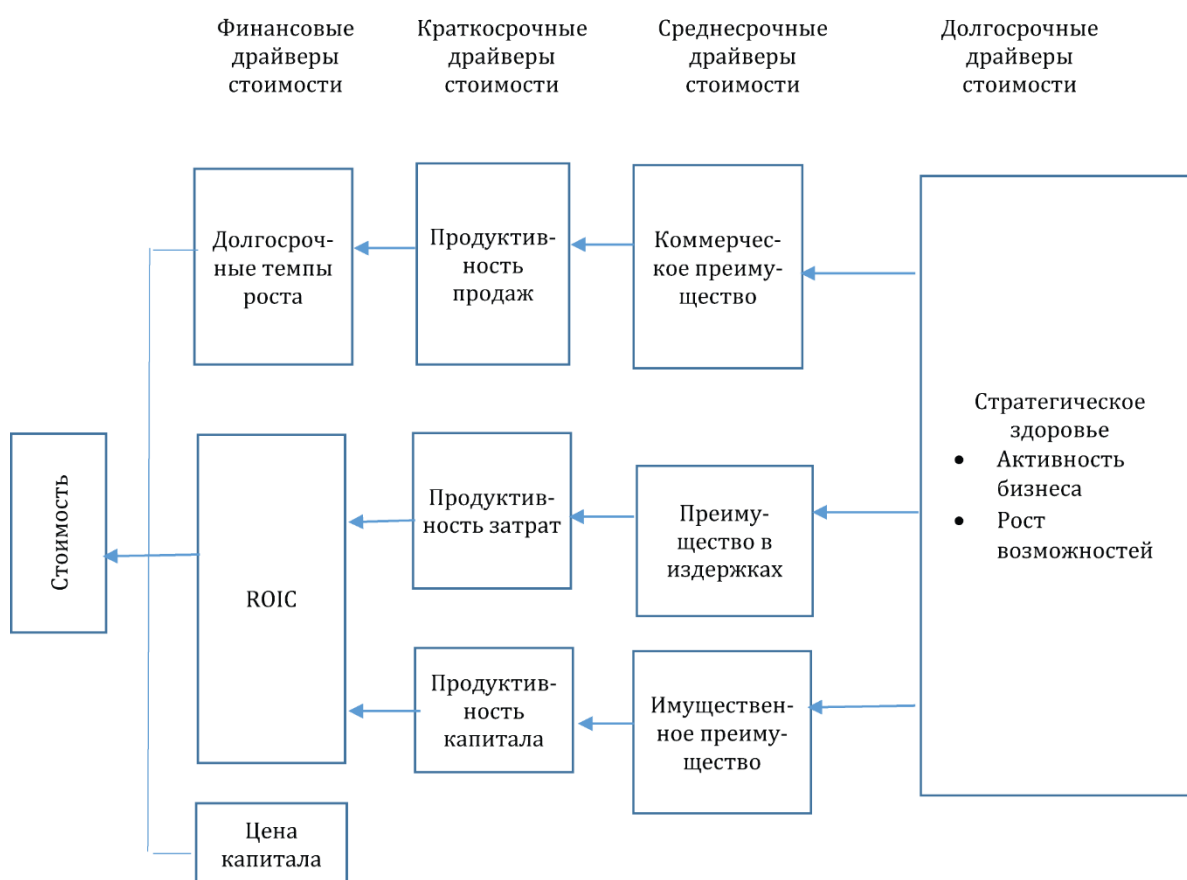 Финансовые
драйверы
стоимости
Краткосрочные
драйверы
стоимости
Среднесрочные
драйверы
стоимости
Долгосрочные
драйверы
стоимости
Долгосроч-
ные темпы
роста
Продуктив-
ность
продаж
Коммерчес-
кое преиму-
щество
Стратегическое
здоровье
• Активность
бизнеса
• Рост
возможностей
Стоимость
ROIC
Продуктив-
ность затрат
Преиму-
щество в
издержках
Продуктив-
ность
капитала
Имуществен-
ное преиму-
щество
Цена
капитала